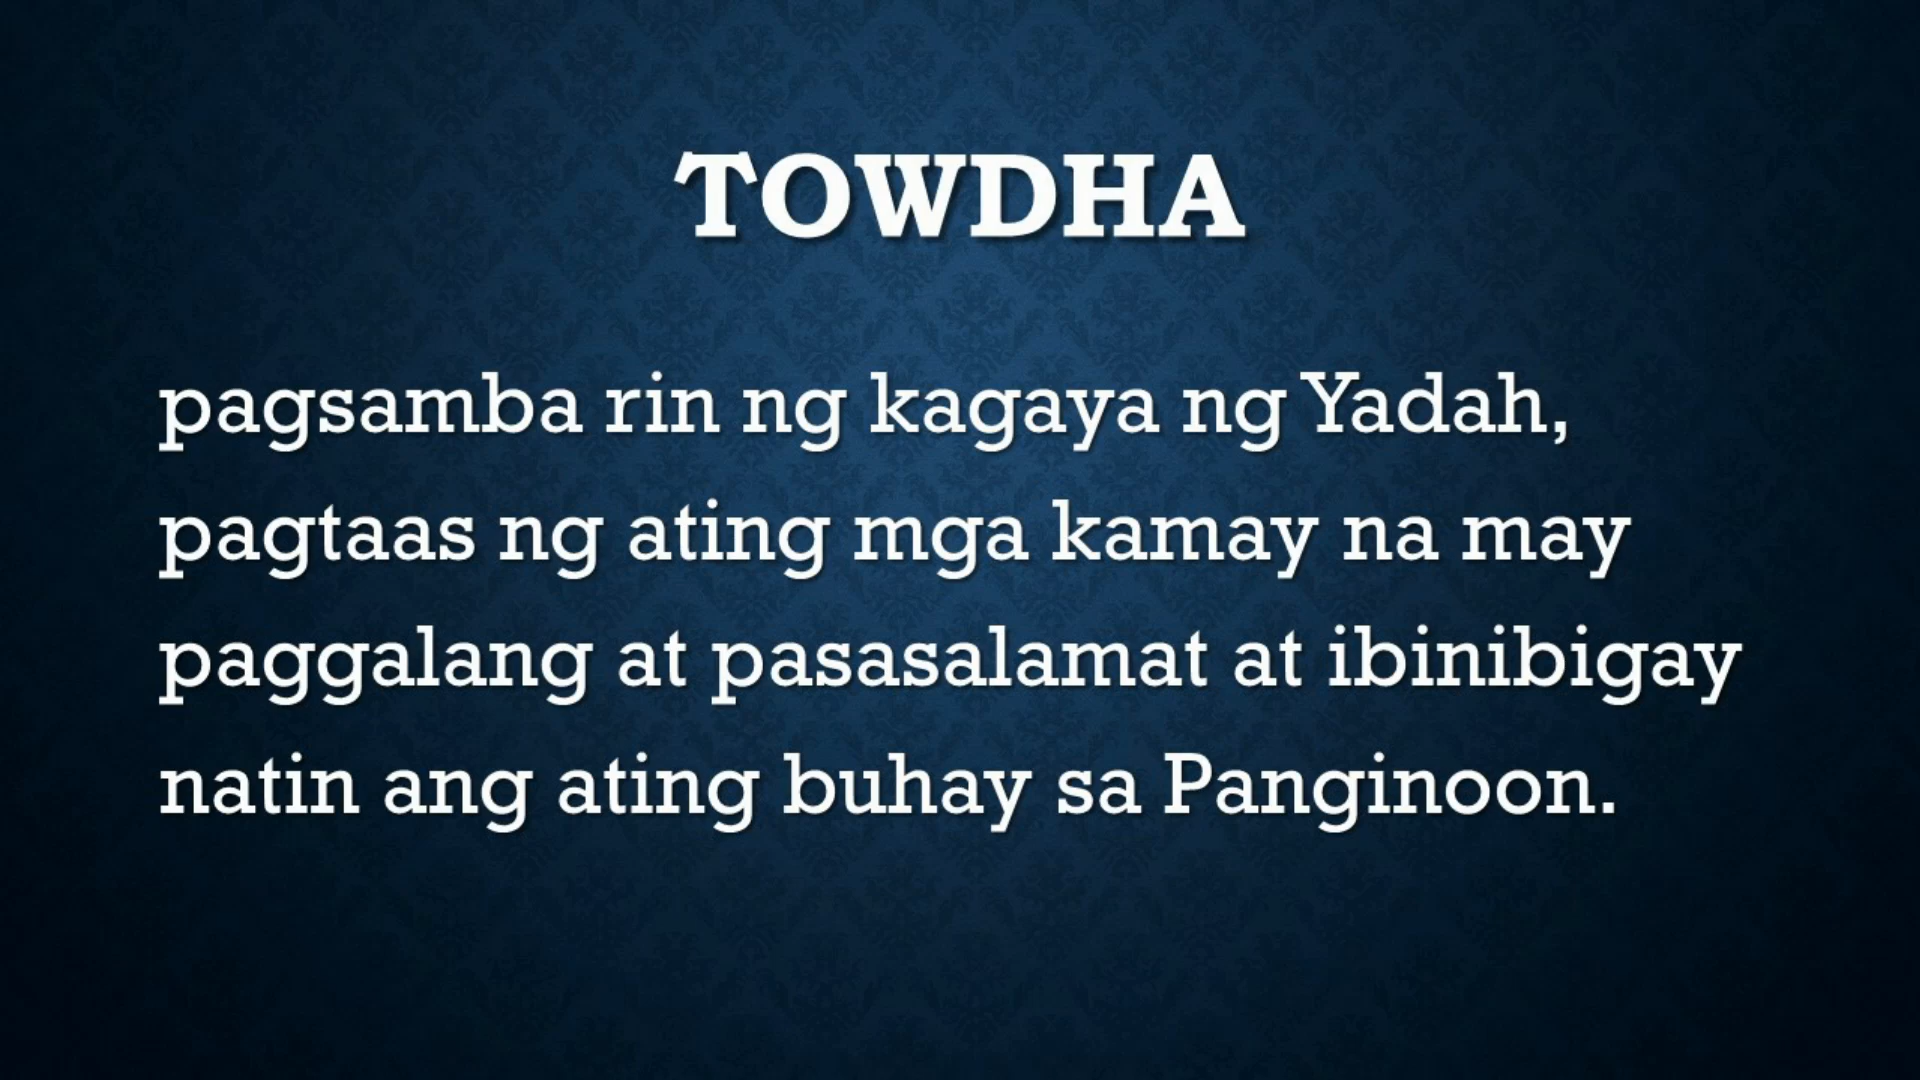 TOWDHA
pagsamba rin ng kagaya ng Yadah,
pagtaas ng ating mga kamay na may
paggalang at pasasalamat at ibinibigay
natin ang ating buhay sa Panginoon.